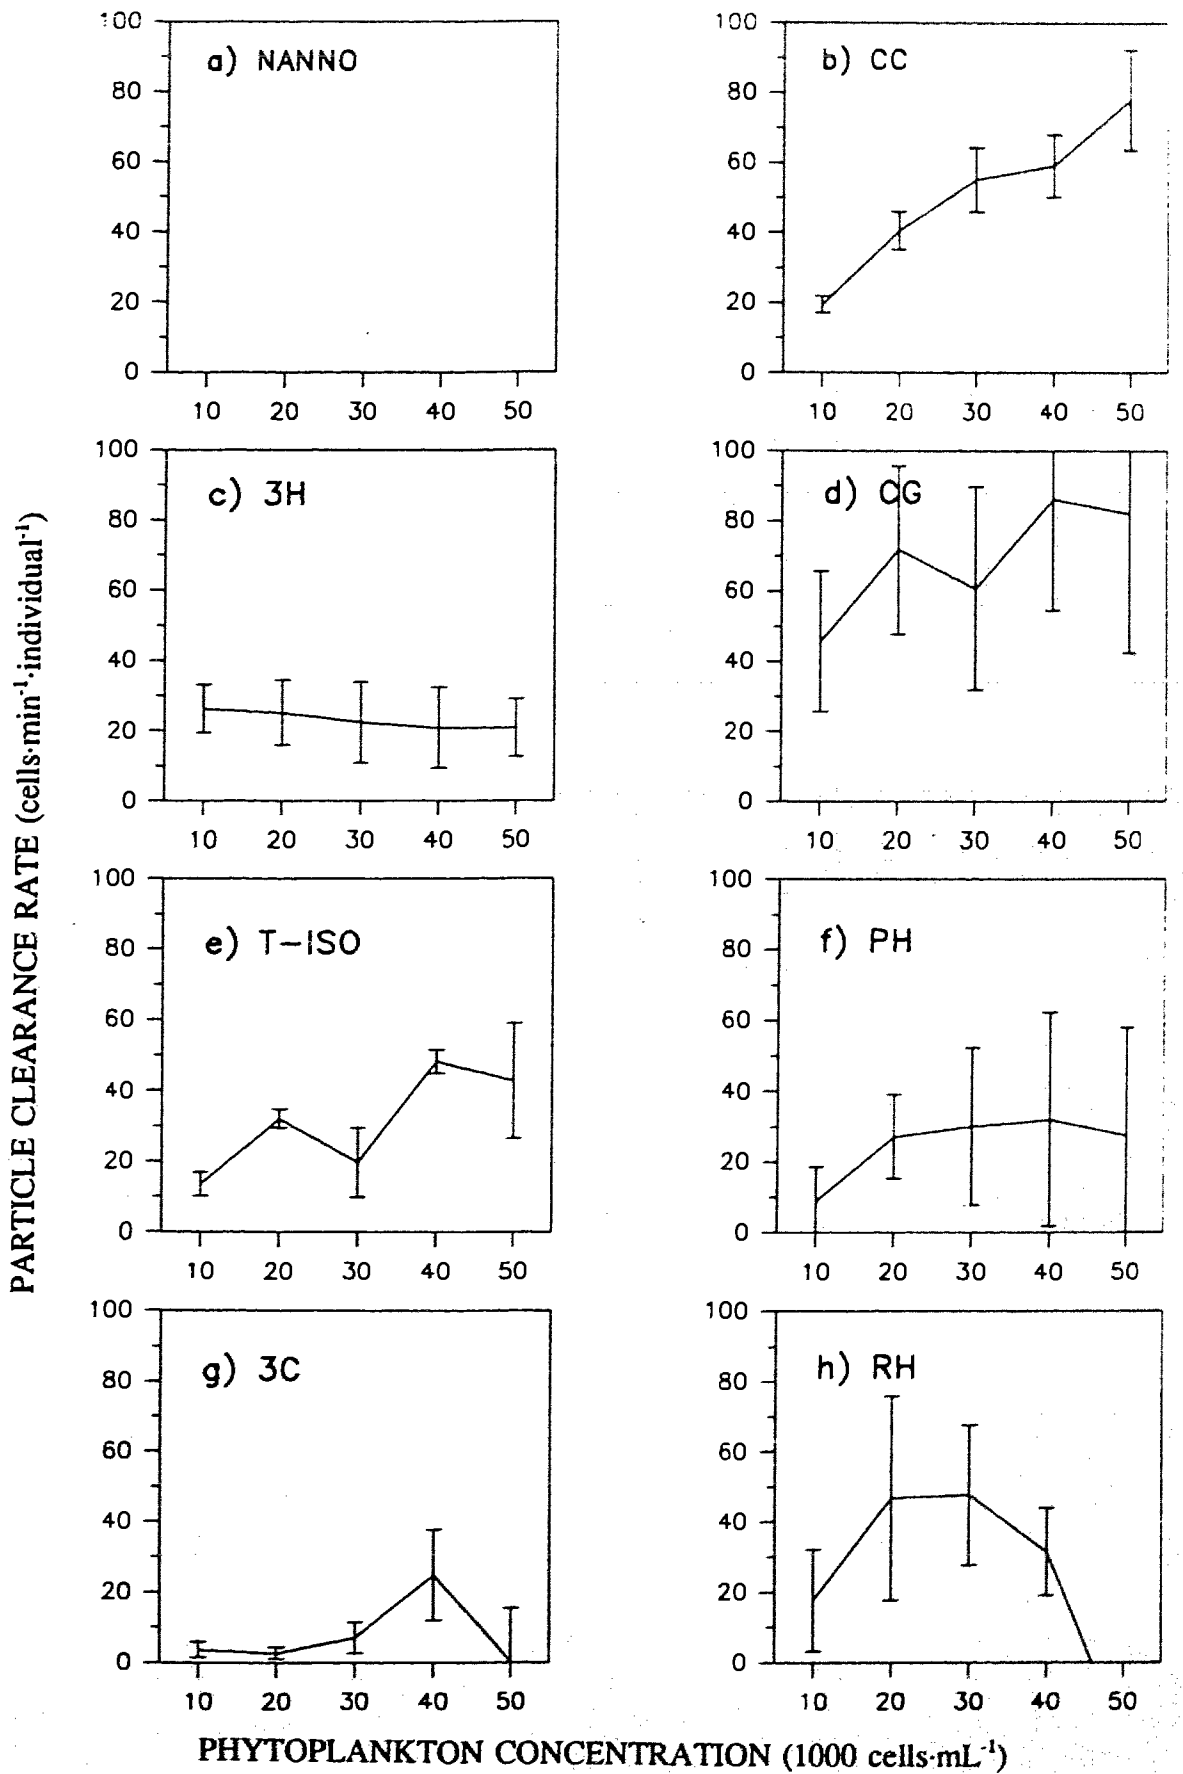 PARTICLE CLEARANCE RATE (cells·min⁻¹·individual⁻¹)
100
80
60
40
20
0
a) NANNO
10 20 30 40 50
100
80
60
40
20
0
b) CC
10 20 30 40 50
100
80
60
40
20
0
c) 3H
10 20 30 40 50
100
80
60
40
20
0
d) CG
10 20 30 40 50
100
80
60
40
20
0
e) T-ISO
10 20 30 40 50
100
80
60
40
20
0
f) PH
10 20 30 40 50
100
80
60
40
20
0
g) 3C
10 20 30 40 50
100
80
60
40
20
0
h) RH
10 20 30 40 50
PHYTOPLANKTON CONCENTRATION (1000 cells·mL⁻¹)